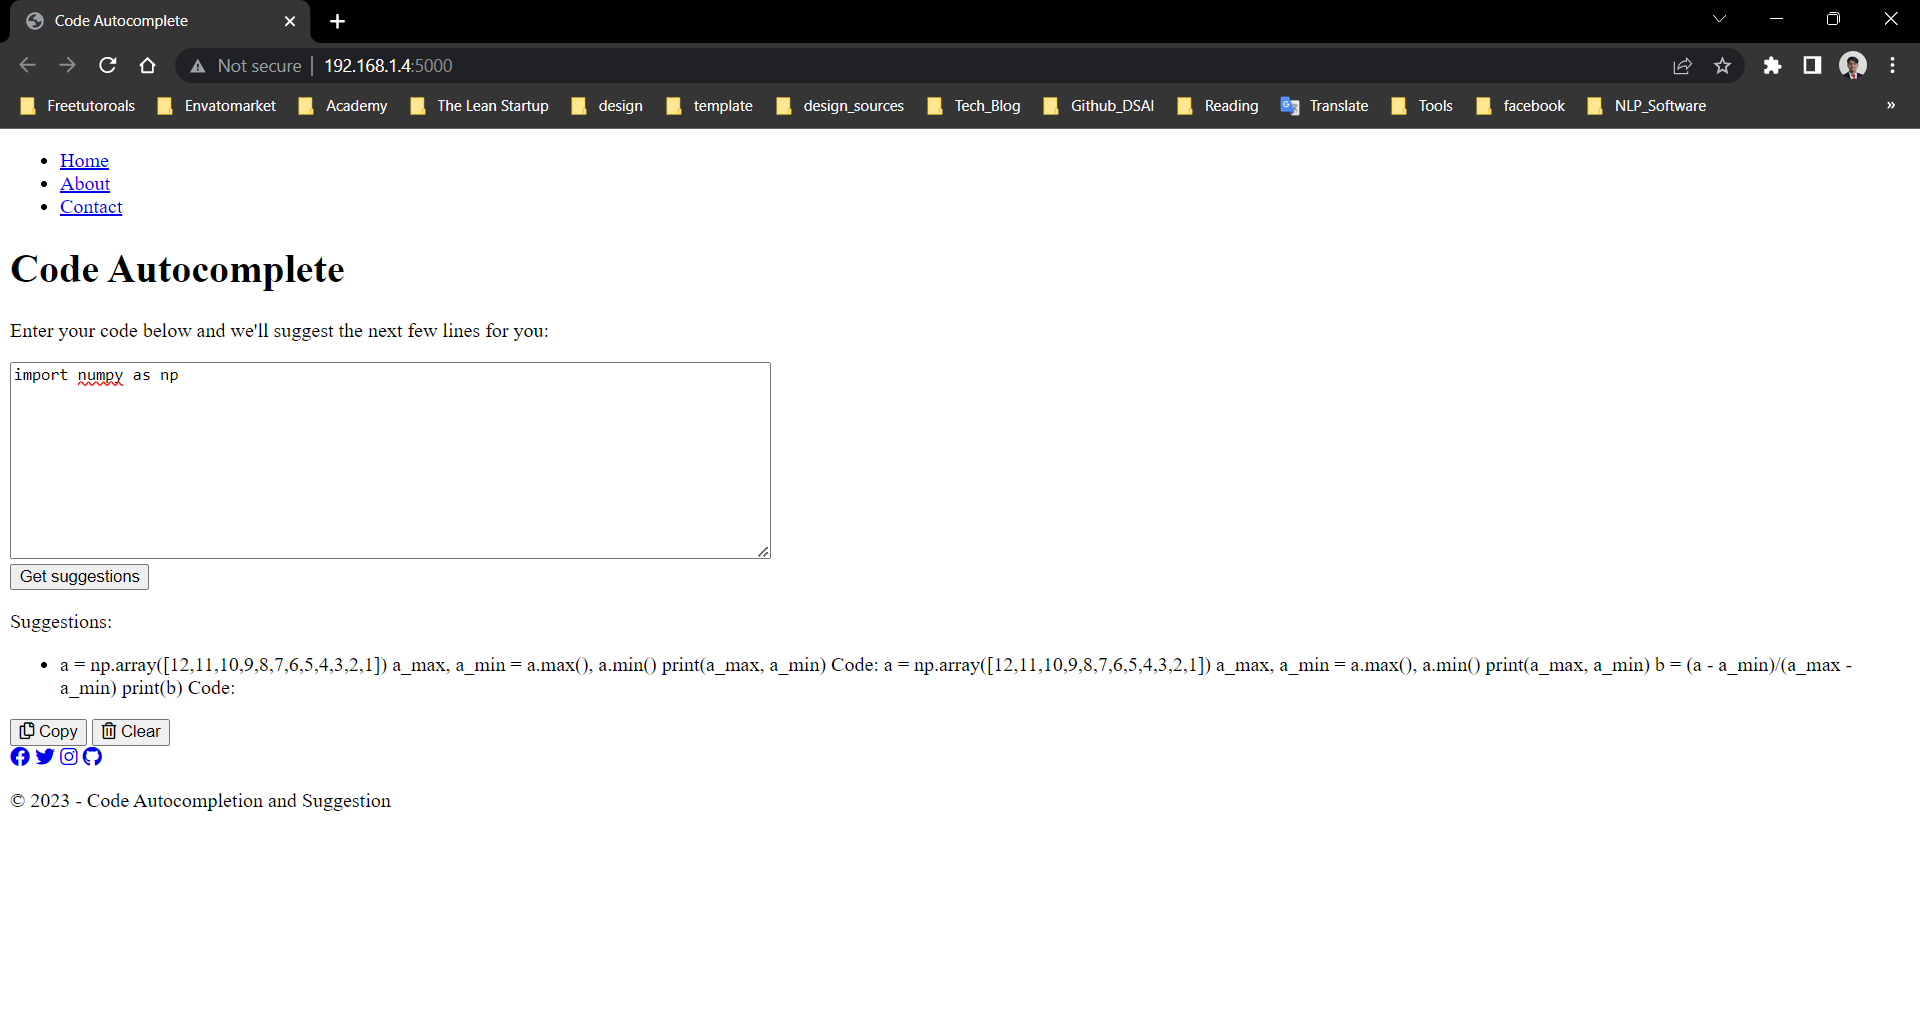 Code Autocomplete
Not secure | 192.168.1.4:5000
Freetutoroals Envatomarket Academy The Lean Startup design template design_sources Tech_Blog Github_DSAI Reading Translate Tools facebook NLP_Software »
Home
About
Contact
Code Autocomplete
Enter your code below and we'll suggest the next few lines for you:
import numpy as np
Get suggestions
Suggestions:
a = np.array([12,11,10,9,8,7,6,5,4,3,2,1]) a_max, a_min = a.max(), a.min() print(a_max, a_min) Code: a = np.array([12,11,10,9,8,7,6,5,4,3,2,1]) a_max, a_min = a.max(), a.min() print(a_max, a_min) b = (a - a_min)/(a_max -
a_min) print(b) Code:
Copy Clear
© 2023 - Code Autocompletion and Suggestion